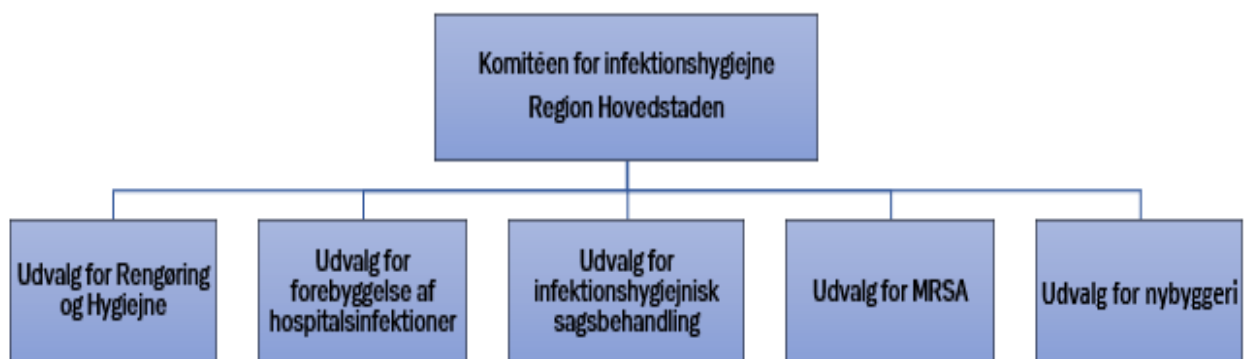 Komitéen for infektionshygiejne
Region Hovedstaden
Udvalg for Rengøring
og Hygiejne
Udvalg for
forebyggelse af
hospitalsinfektioner
Udvalg for
infektionshygiejnisk
sagsbehandling
Udvalg for MRSA
Udvalg for nybyggeri